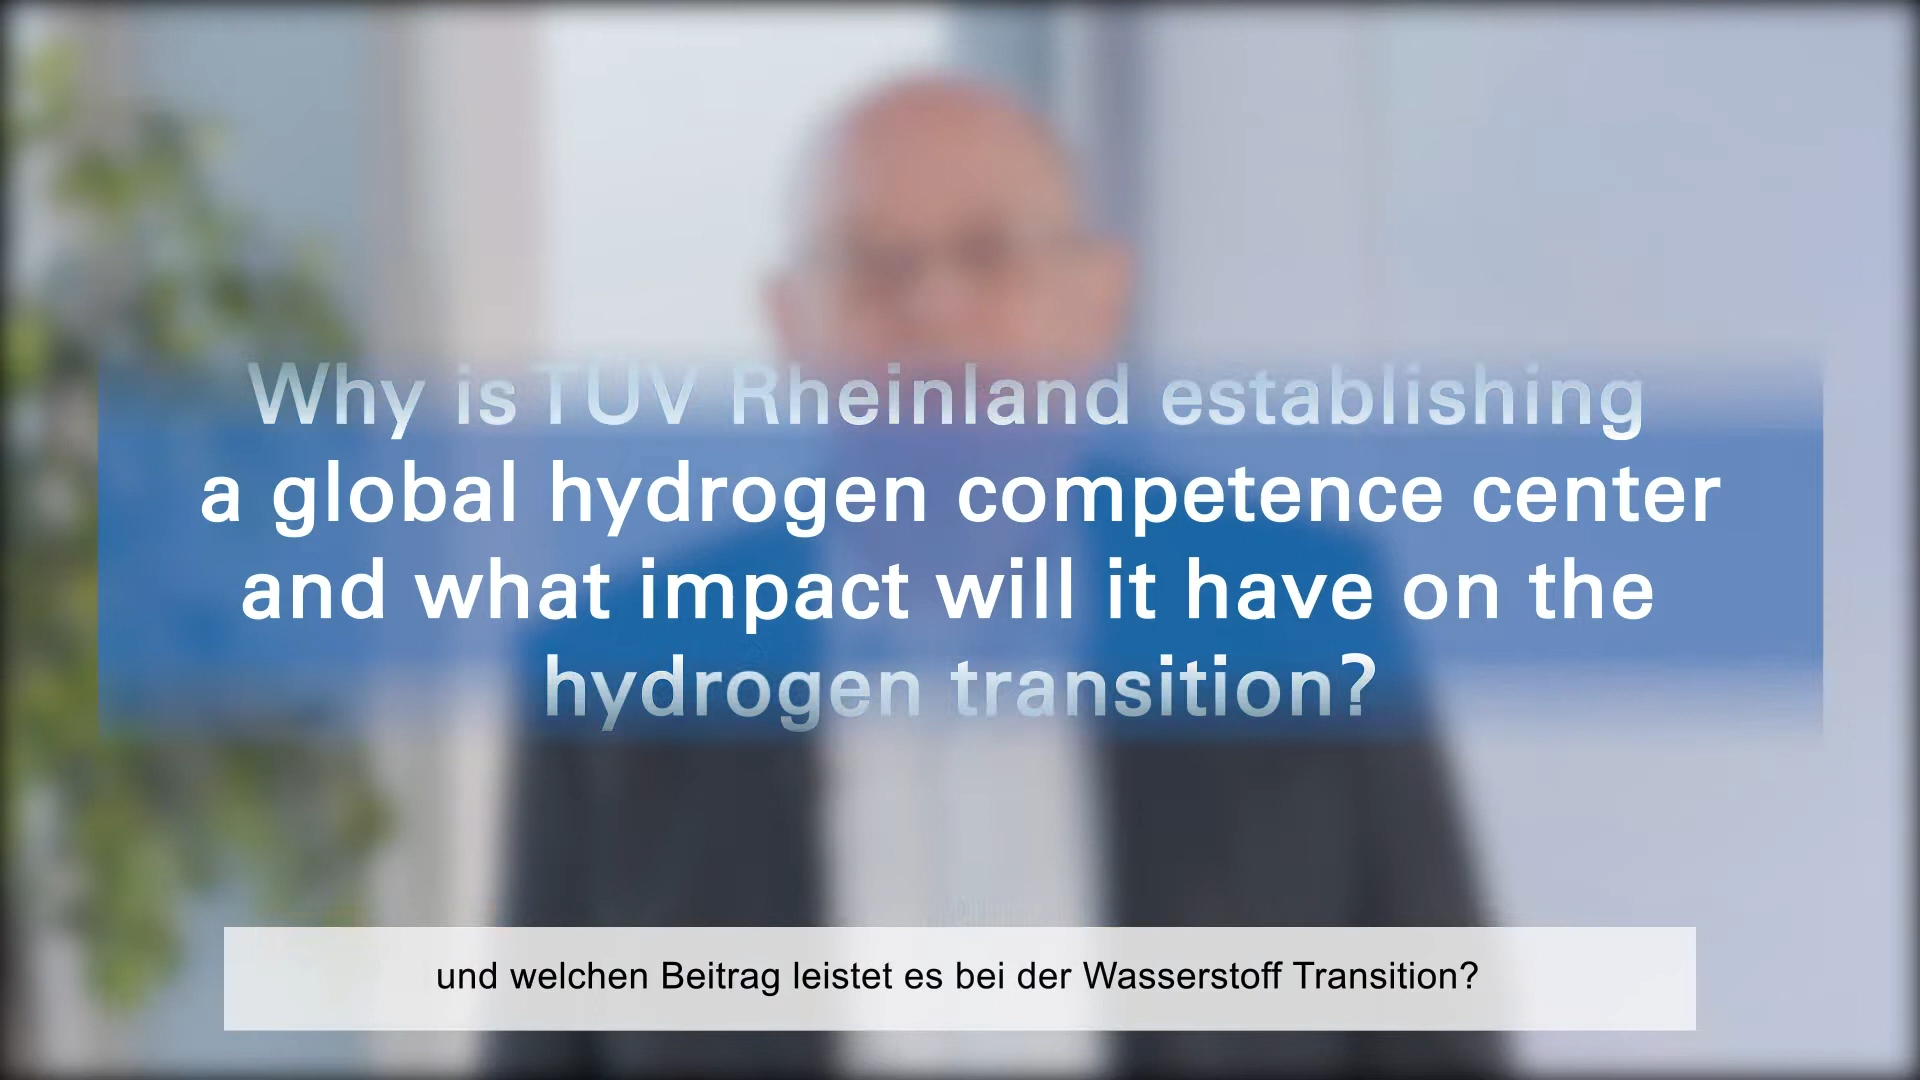 Why is TUV Rheinland establishing
a global hydrogen competence center
and what impact will it have on the
hydrogen transition?
und welchen Beitrag leistet es bei der Wasserstoff Transition?